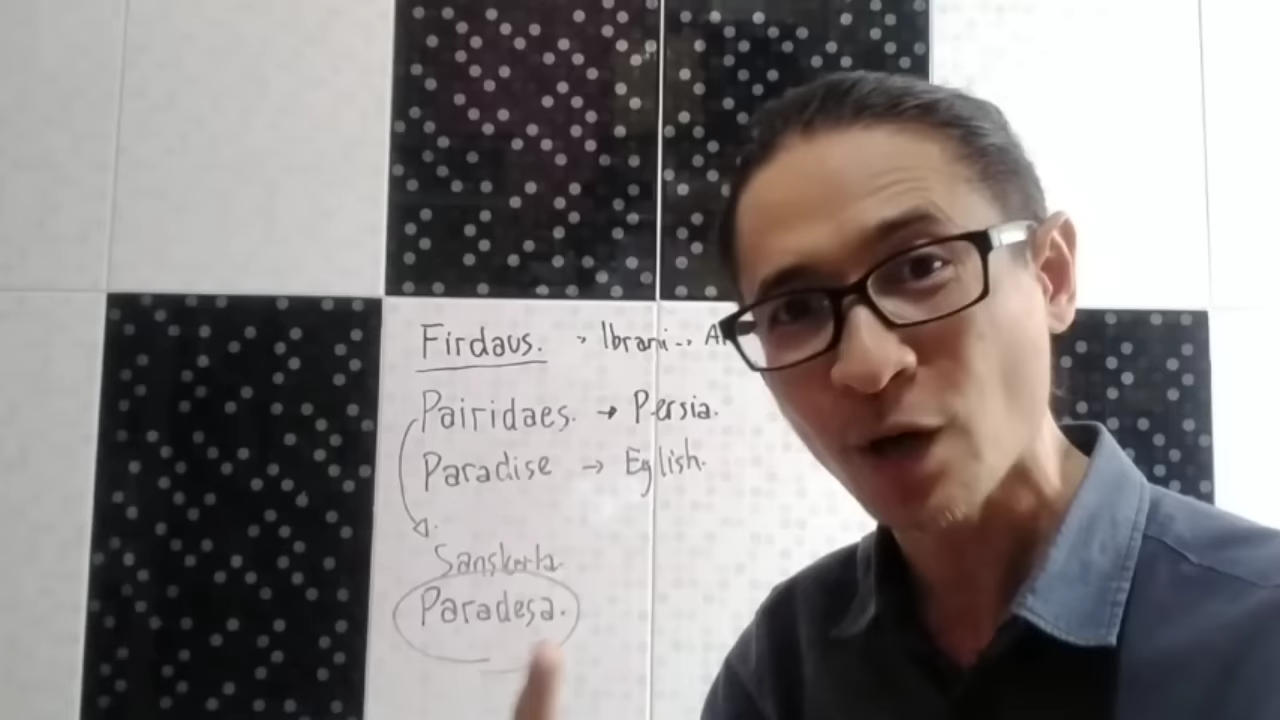 Firdaus. → Ibrani →
Pairidaes. → Persia.
Paradise → Eglish.
Sanskerta
Paradesa.